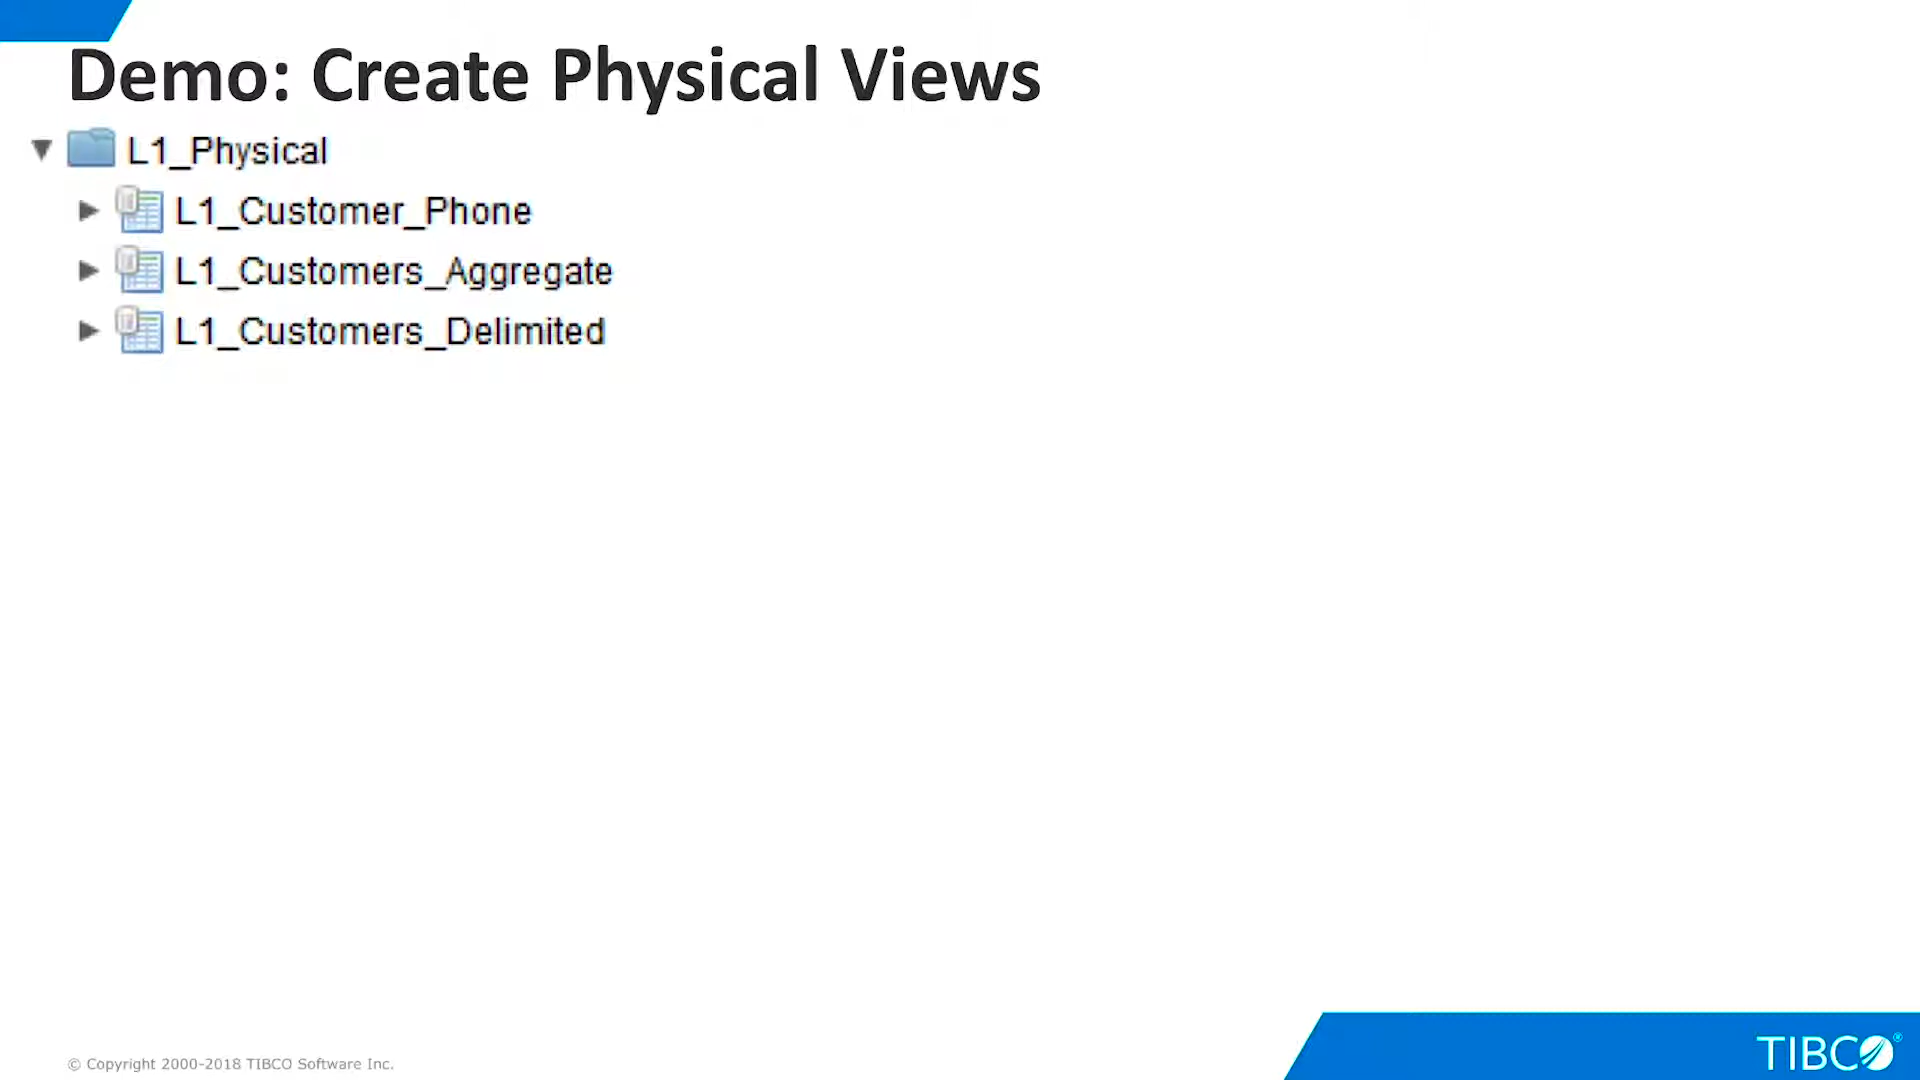 Demo: Create Physical Views
L1_Physical
L1_Customer_Phone
L1_Customers_Aggregate
L1_Customers_Delimited
© Copyright 2000-2018 TIBCO Software Inc.
TIBCO®